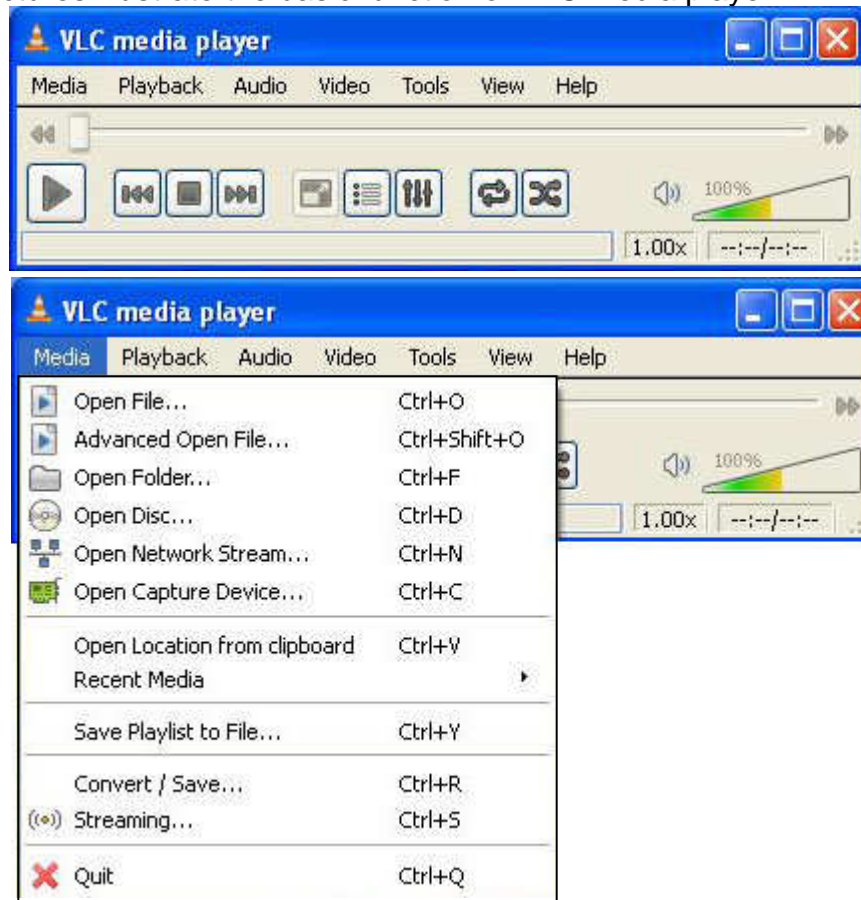 VLC media player
Media Playback Audio Video Tools View Help
100%
1.00x --:--/--:--
VLC media player
Media Playback Audio Video Tools View Help
Open File... Ctrl+O
Advanced Open File... Ctrl+Shift+O
100%
Open Folder... Ctrl+F
Open Disc... Ctrl+D
1.00x --:--/--:--
Open Network Stream... Ctrl+N
Open Capture Device... Ctrl+C
Open Location from clipboard Ctrl+V
Recent Media
Save Playlist to File... Ctrl+Y
Convert / Save... Ctrl+R
Streaming... Ctrl+S
Quit Ctrl+Q